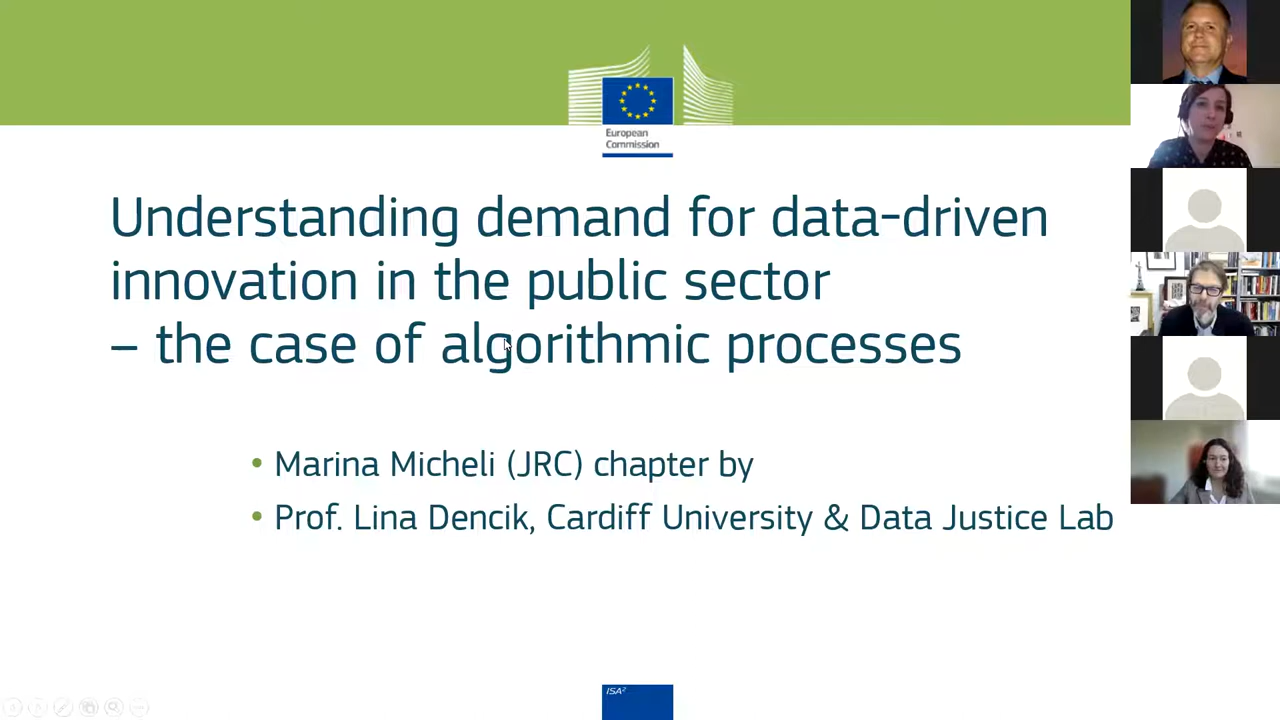 European
Commission
Understanding demand for data-driven
innovation in the public sector
– the case of algorithmic processes
• Marina Micheli (JRC) chapter by
• Prof. Lina Dencik, Cardiff University & Data Justice Lab
ISA²